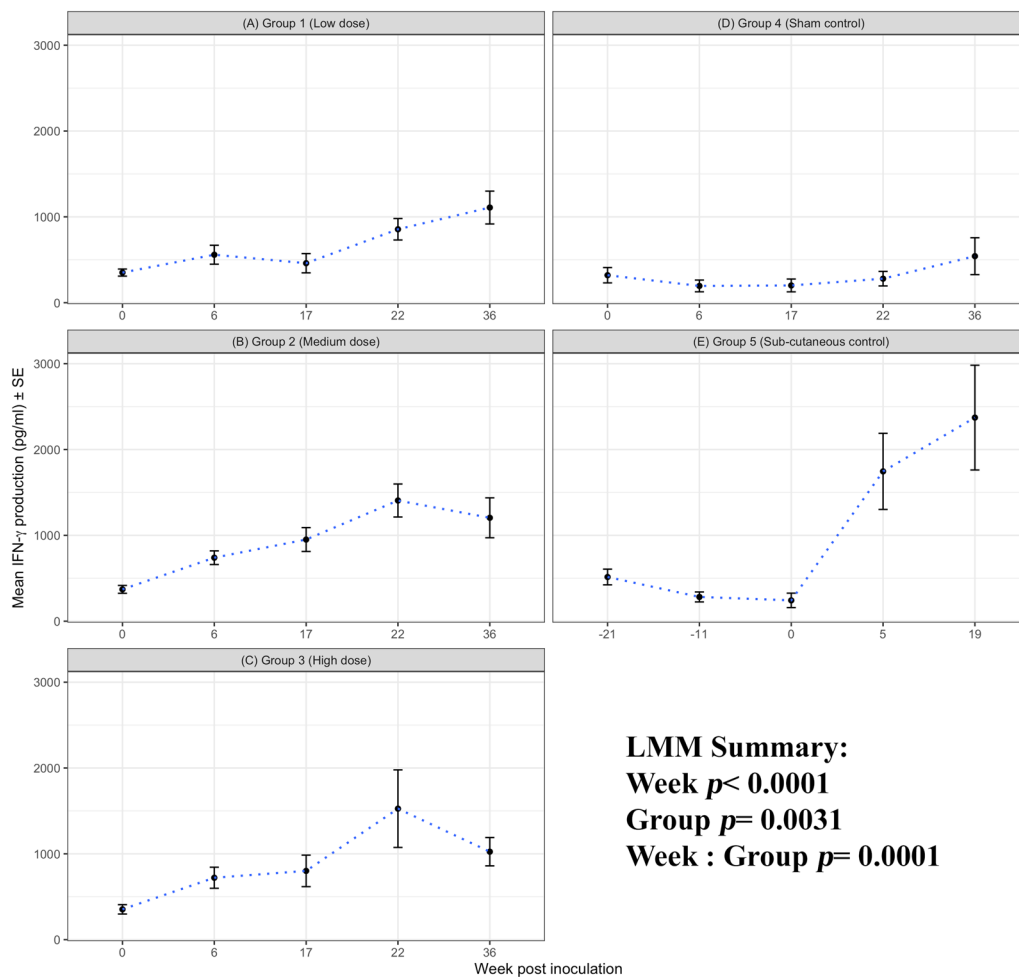 (A) Group 1 (Low dose)
3000
2000
1000
0
0 6 17 22 36
(D) Group 4 (Sham control)
0 6 17 22 36
Mean IFN-γ production (pg/ml) ± SE
(B) Group 2 (Medium dose)
3000
2000
1000
0
0 6 17 22 36
(E) Group 5 (Sub-cutaneous control)
-21 -11 0 5 19
(C) Group 3 (High dose)
3000
2000
1000
0
0 6 17 22 36
Week post inoculation
LMM Summary:
Week p< 0.0001
Group p= 0.0031
Week : Group p= 0.0001